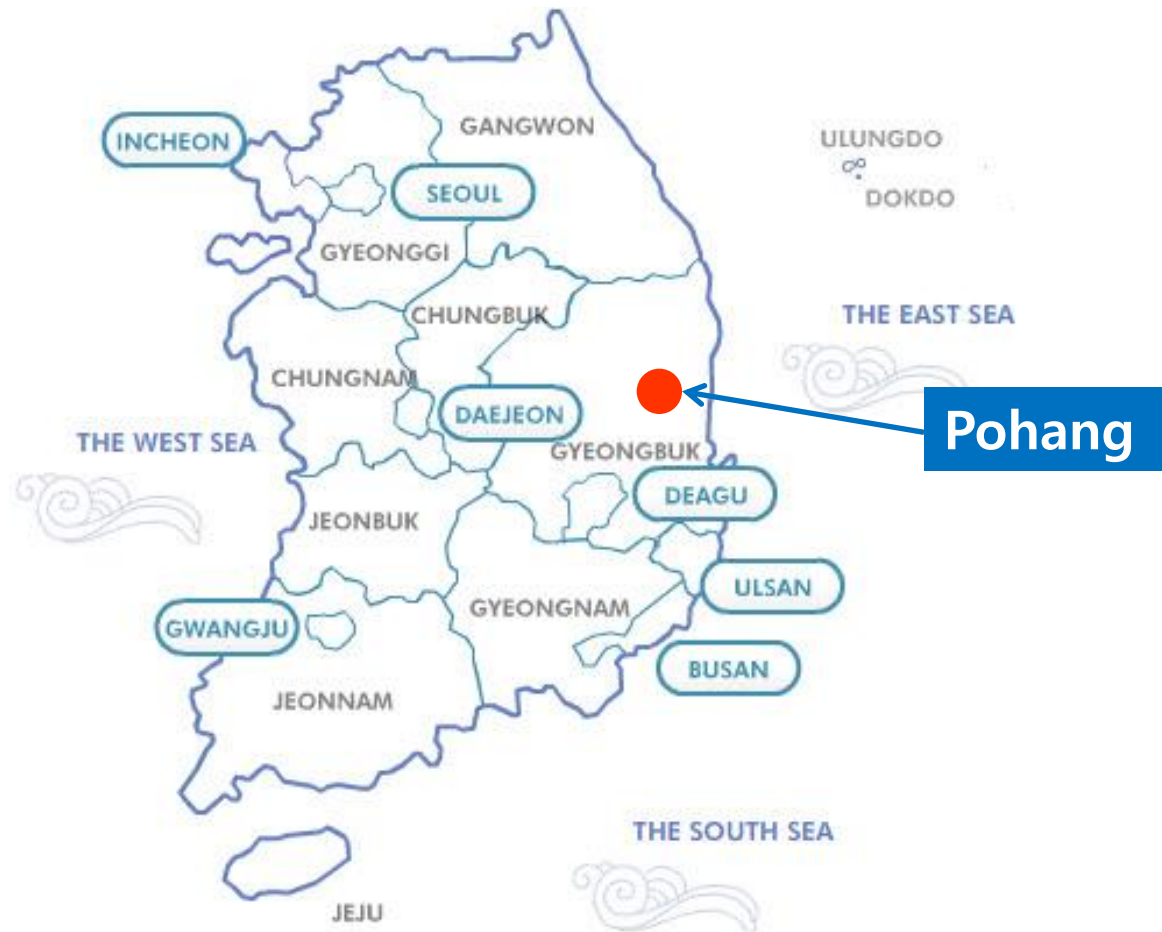 GANGWON
INCHEON
ULUNGDO
SEOUL
DOKDO
GYEONGGI
CHUNGBUK
THE EAST SEA
CHUNGNAM
DAEJEON
Pohang
THE WEST SEA
GYEONGBUK
DEAGU
JEONBUK
ULSAN
GYEONGNAM
GWANGJU
BUSAN
JEONNAM
THE SOUTH SEA
JEJU